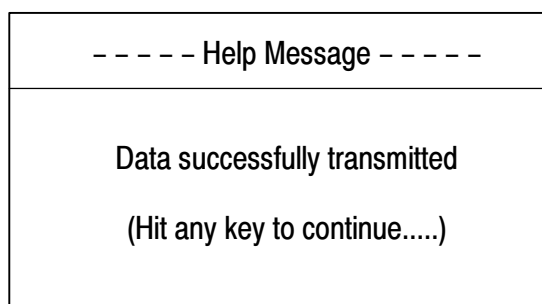 – – – – – Help Message – – – – –
Data successfully transmitted
(Hit any key to continue.....)